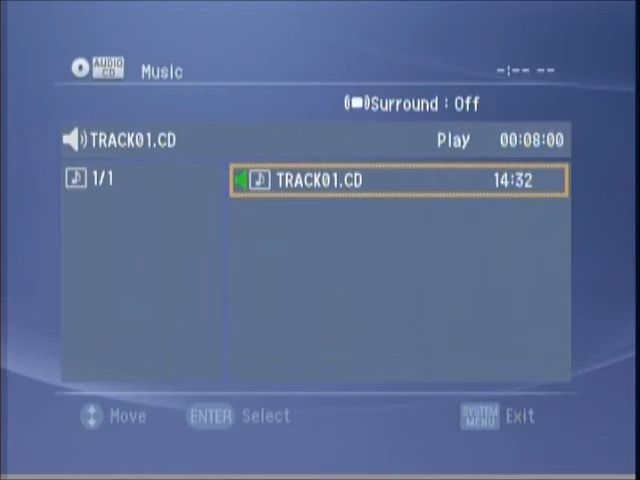 AUDIO CD Music -:-- --
Surround : Off
TRACK01.CD Play 00:08:00
1/1 TRACK01.CD 14:32
Move ENTER Select SYSTEM MENU Exit